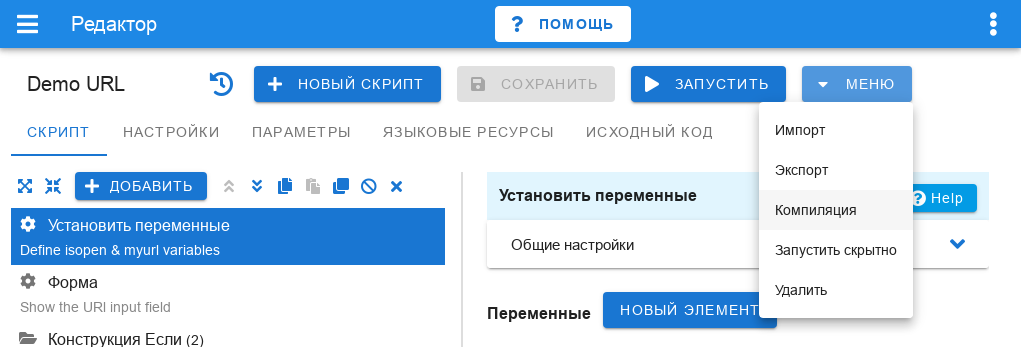 Редактор
? ПОМОЩЬ
Demo URL
НОВЫЙ СКРИПТ
СОХРАНИТЬ
ЗАПУСТИТЬ
МЕНЮ
СКРИПТ
НАСТРОЙКИ
ПАРАМЕТРЫ
ЯЗЫКОВЫЕ РЕСУРСЫ
ИСХОДНЫЙ КОД
Импорт
Экспорт
Компиляция
Запустить скрытно
Удалить
ДОБАВИТЬ
Установить переменные
Define isopen & myurl variables
Форма
Show the URl input field
Конструкция Если (2)
Установить переменные
? Help
Общие настройки
Переменные
НОВЫЙ ЭЛЕМЕНТ